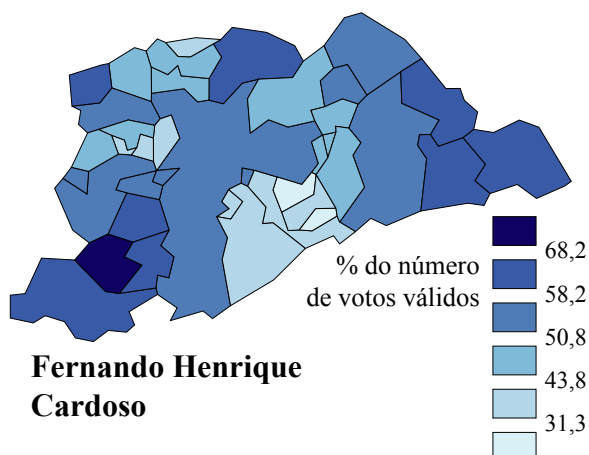 % do número
de votos válidos
68,2
58,2
50,8
43,8
31,3
Fernando Henrique
Cardoso